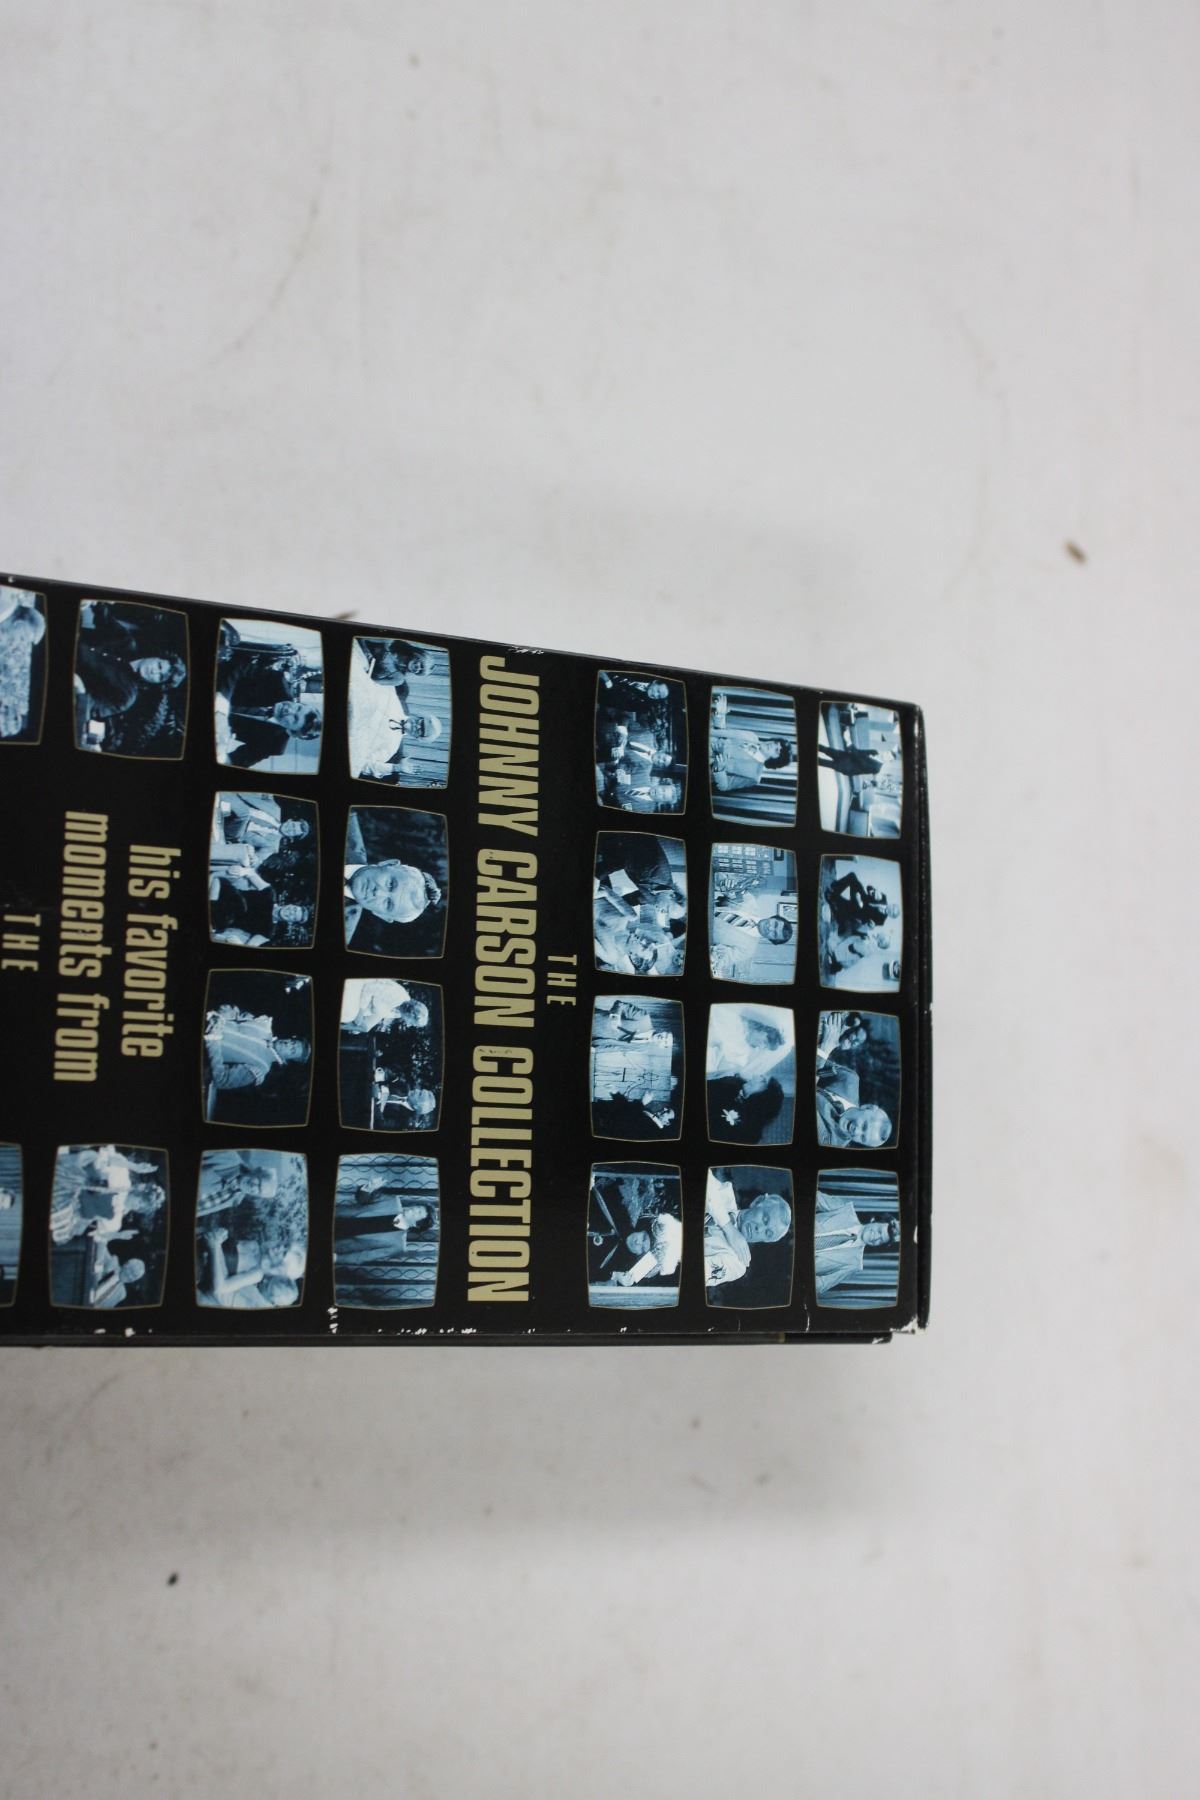 THE
JOHNNY CARSON COLLECTION
his favorite
moments from
THE